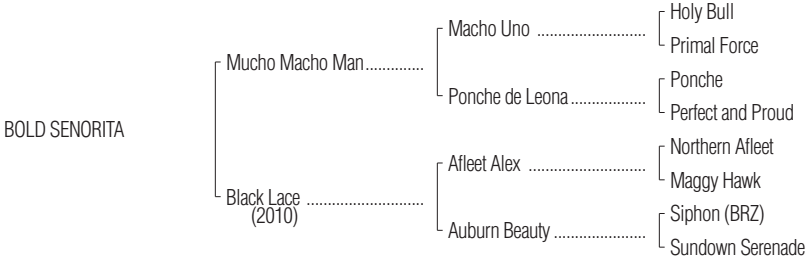 Holy Bull
Macho Uno ..........................
Primal Force
Mucho Macho Man..............
Ponche
Ponche de Leona..................
Perfect and Proud
BOLD SENORITA
Northern Afleet
Afleet Alex ............................
Maggy Hawk
Black Lace ............................
(2010)
Siphon (BRZ)
Auburn Beauty ......................
Sundown Serenade